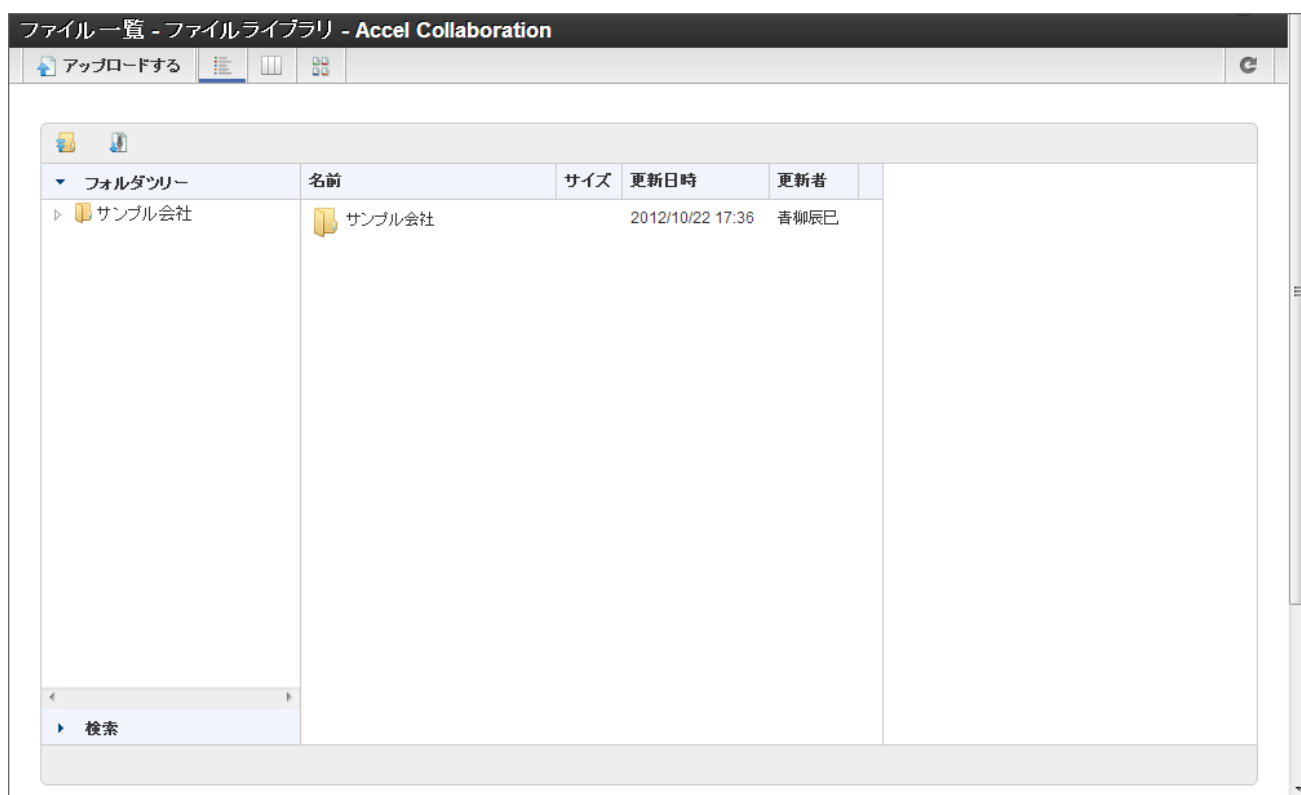 ファイル一覧 - ファイルライブラリ - Accel Collaboration
アップロードする
フォルダツリー 名前 サイズ 更新日時 更新者
サンプル会社 サンプル会社 2012/10/22 17:36 青柳辰巳
検索